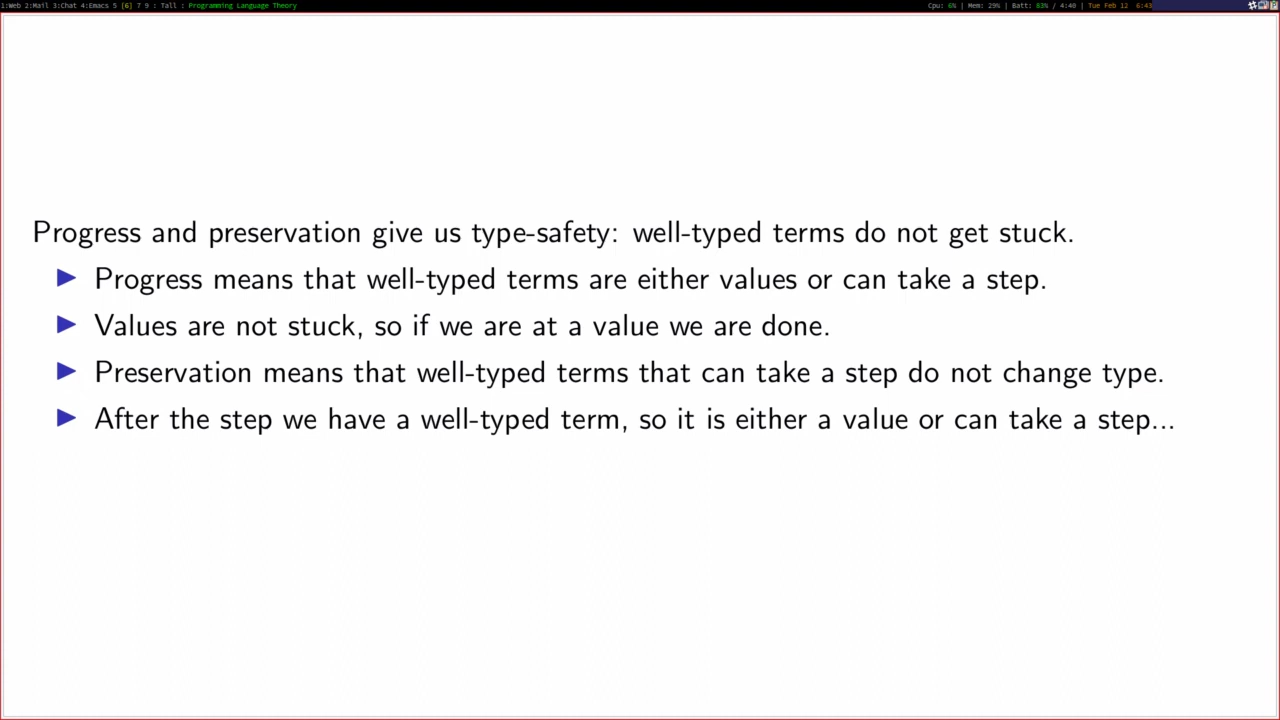 1:Web 2:Mail 3:Chat 4:Emacs 5 [6] 7 9 : Tall : Programming Language Theory
Cpu: 6% | Mem: 29% | Batt: 83% / 4:40 | Tue Feb 12 6:43
Progress and preservation give us type-safety: well-typed terms do not get stuck.
Progress means that well-typed terms are either values or can take a step.
Values are not stuck, so if we are at a value we are done.
Preservation means that well-typed terms that can take a step do not change type.
After the step we have a well-typed term, so it is either a value or can take a step...